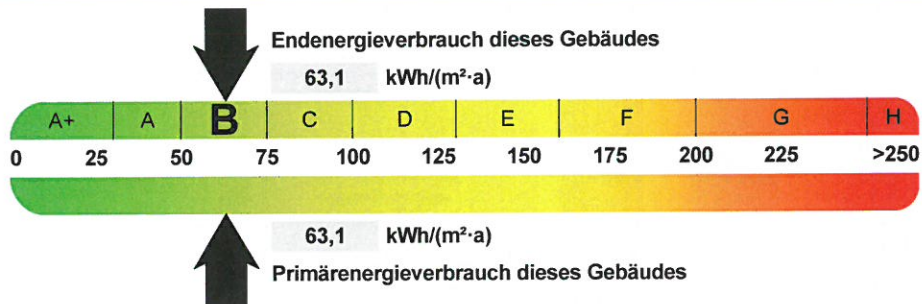 Endenergieverbrauch dieses Gebäudes
63,1 kWh/(m²·a)
A+ A B C D E F G H
0 25 50 75 100 125 150 175 200 225 >250
63,1 kWh/(m²·a)
Primärenergieverbrauch dieses Gebäudes